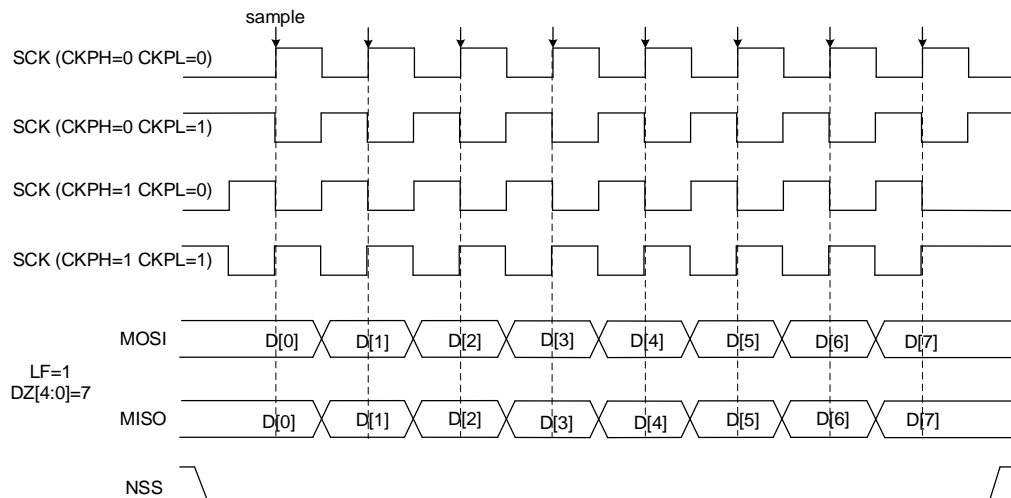 sample
SCK (CKPH=0 CKPL=0)
SCK (CKPH=0 CKPL=1)
SCK (CKPH=1 CKPL=0)
SCK (CKPH=1 CKPL=1)
MOSI D[0] D[1] D[2] D[3] D[4] D[5] D[6] D[7]
LF=1
DZ[4:0]=7
MISO D[0] D[1] D[2] D[3] D[4] D[5] D[6] D[7]
NSS